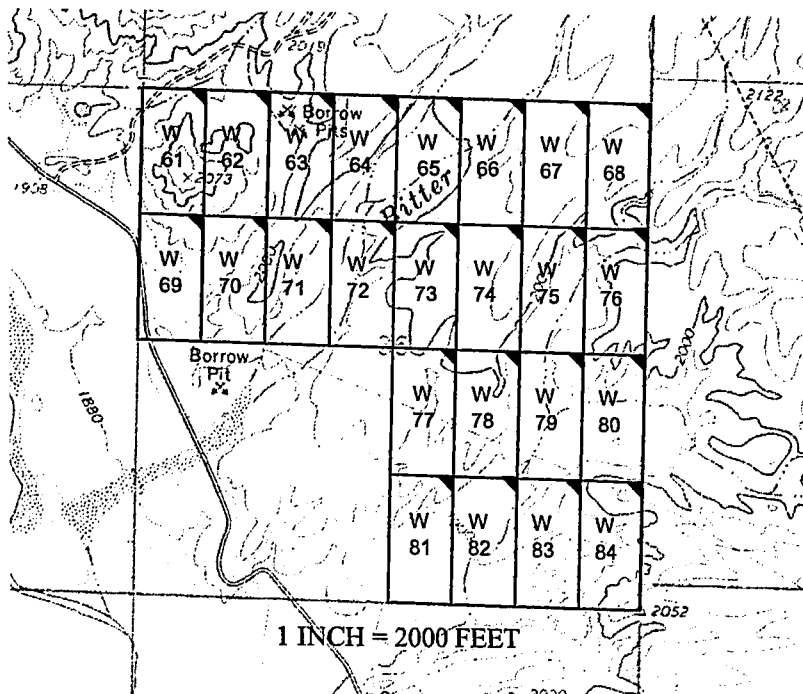 2019
2122
Borrow
Pits
W 61
W 62
W 63
W 64
W 65
W 66
W 67
W 68
2073
1908
Bitter
W 69
W 70
W 71
W 72
W 73
W 74
W 75
W 76
2000
Borrow
Pit
1880
W 77
W 78
W 79
W 80
W 81
W 82
W 83
W 84
2052
1 INCH = 2000 FEET